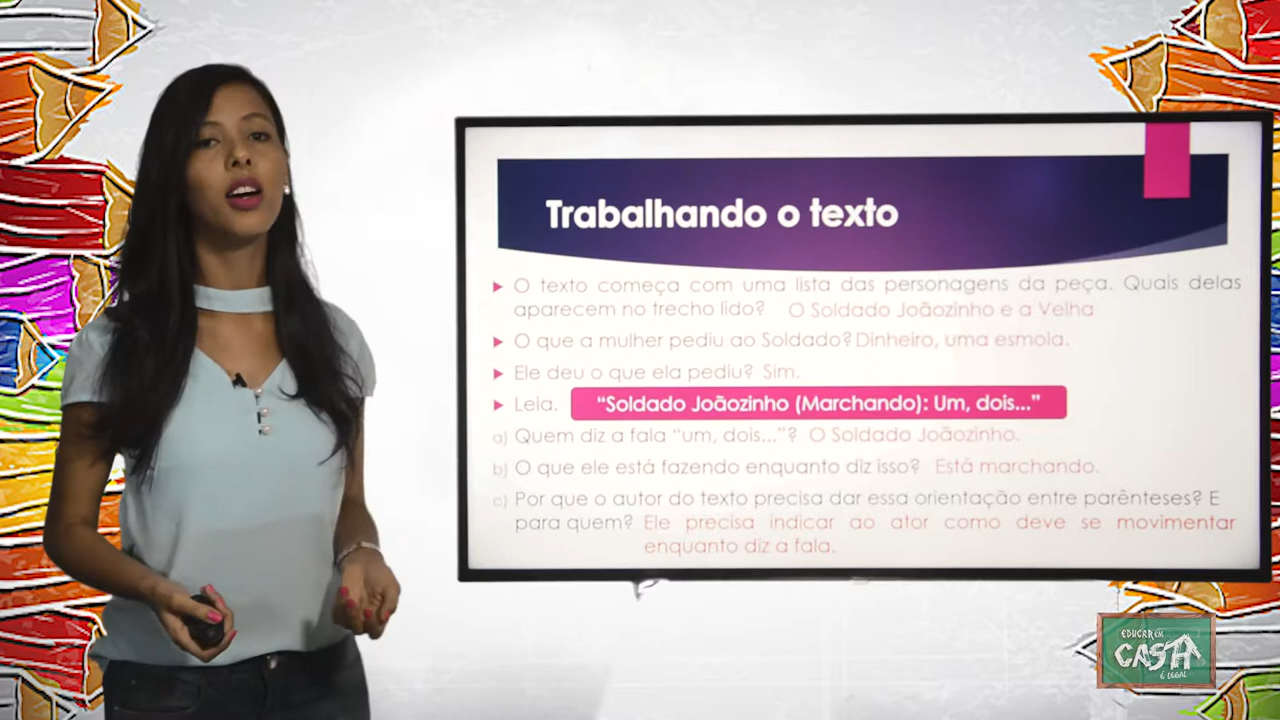 Trabalhando o texto
O texto começa com uma lista das personagens da peça. Quais delas
aparecem no trecho lido? O Soldado Joãozinho e a Velha
O que a mulher pediu ao Soldado? Dinheiro, uma esmola.
Ele deu o que ela pediu? Sim.
Leia. “Soldado Joãozinho (Marchando): Um, dois...”
a) Quem diz a fala “um, dois...”? O Soldado Joãozinho.
b) O que ele está fazendo enquanto diz isso? Está marchando.
c) Por que o autor do texto precisa dar essa orientação entre parênteses? E
para quem? Ele precisa indicar ao ator como deve se movimentar
enquanto diz a fala.
EDUCAR EM
CASA
É LEGAL